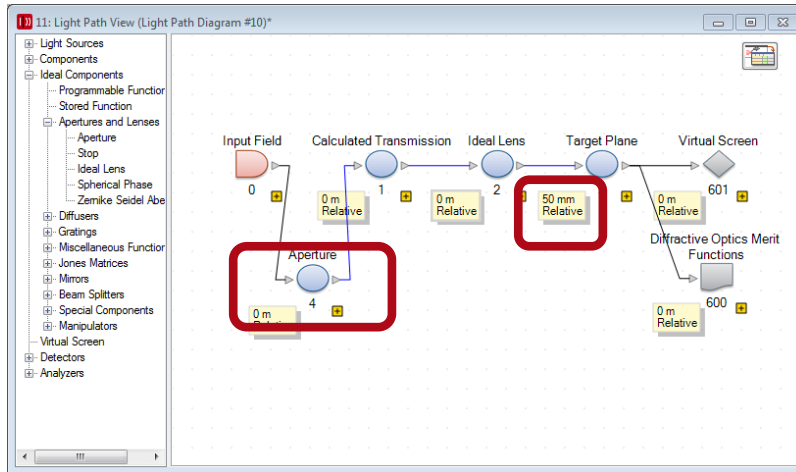 11: Light Path View (Light Path Diagram #10)*
Light Sources
Components
Ideal Components
Programmable Function
Stored Function
Apertures and Lenses
Aperture
Stop
Ideal Lens
Spherical Phase
Zernike Seidel Abe
Diffusers
Gratings
Miscellaneous Function
Jones Matrices
Mirrors
Beam Splitters
Special Components
Manipulators
Virtual Screen
Detectors
Analyzers
Input Field
0
Calculated Transmission
1
0 m
Relative
Ideal Lens
2
0 m
Relative
Target Plane
50 mm
Relative
Virtual Screen
601
0 m
Relative
Aperture
4
0 m
Relative
Diffractive Optics Merit
Functions
600
0 m
Relative